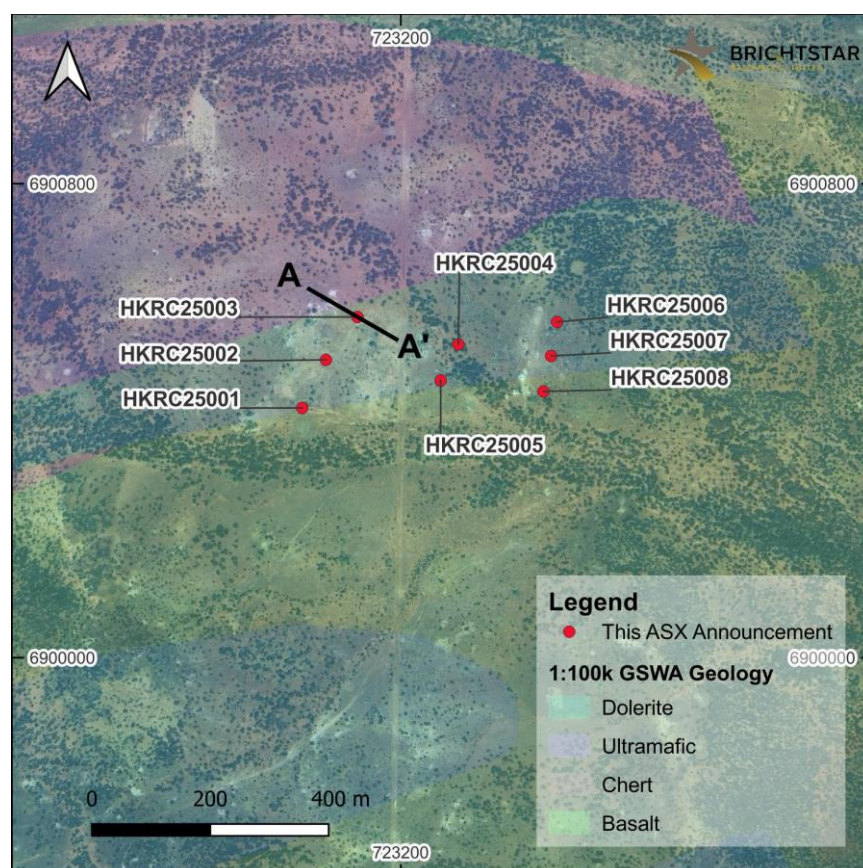 723200
BRICHTSTAR
6900800
6900800
A
HKRC25004
HKRC25003
HKRC25006
A'
HKRC25007
HKRC25002
HKRC25008
HKRC25001
HKRC25005
Legend
This ASX Announcement
6900000
6900000
1:100k GSWA Geology
Dolerite
Ultramafic
Chert
Basalt
0 200 400 m
723200